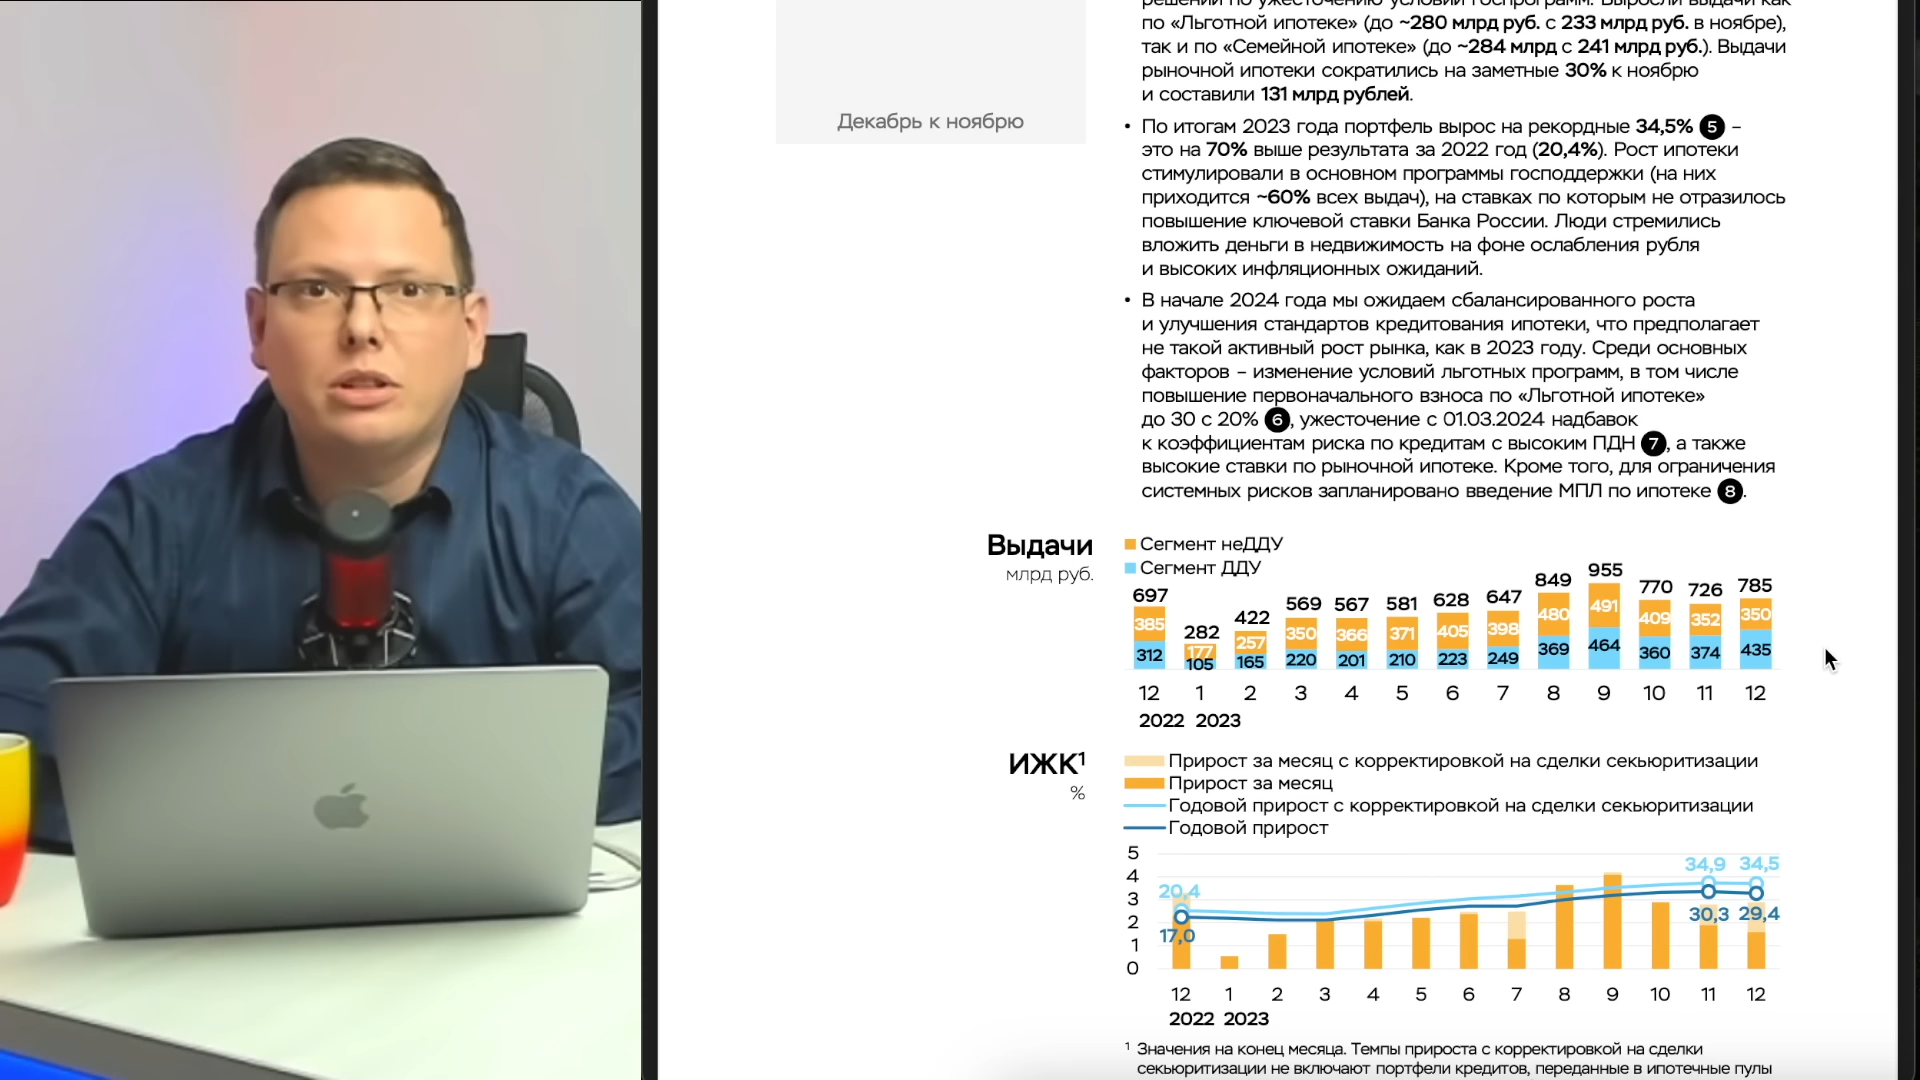 решений по ужесточению условий госпрограмм. Выросли выдачи как
по «Льготной ипотеке» (до ~280 млрд руб. с 233 млрд руб. в ноябре),
так и по «Семейной ипотеке» (до ~284 млрд с 241 млрд руб.). Выдачи
рыночной ипотеки сократились на заметные 30% к ноябрю
и составили 131 млрд рублей.
Декабрь к ноябрю
• По итогам 2023 года портфель вырос на рекордные 34,5% 5 –
это на 70% выше результата за 2022 год (20,4%). Рост ипотеки
стимулировали в основном программы господдержки (на них
приходится ~60% всех выдач), на ставках по которым не отразилось
повышение ключевой ставки Банка России. Люди стремились
вложить деньги в недвижимость на фоне ослабления рубля
и высоких инфляционных ожиданий.
• В начале 2024 года мы ожидаем сбалансированного роста
и улучшения стандартов кредитования ипотеки, что предполагает
не такой активный рост рынка, как в 2023 году. Среди основных
факторов – изменение условий льготных программ, в том числе
повышение первоначального взноса по «Льготной ипотеке»
до 30 с 20% 6, ужесточение с 01.03.2024 надбавок
к коэффициентам риска по кредитам с высоким ПДН 7, а также
высокие ставки по рыночной ипотеке. Кроме того, для ограничения
системных рисков запланировано введение МПЛ по ипотеке 8.
Выдачи
млрд руб.
Сегмент неДДУ
Сегмент ДДУ
697 282 422 569 567 581 628 647 849 955 770 726 785
385 177 257 350 366 371 405 398 480 491 409 352 350
312 105 165 220 201 210 223 249 369 464 360 374 435
12 1 2 3 4 5 6 7 8 9 10 11 12
2022 2023
ИЖК¹
%
Прирост за месяц с корректировкой на сделки секьюритизации
Прирост за месяц
Годовой прирост с корректировкой на сделки секьюритизации
Годовой прирост
5
4
3
2
1
0
20,4 34,9 34,5
17,0 30,3 29,4
12 1 2 3 4 5 6 7 8 9 10 11 12
2022 2023
¹ Значения на конец месяца. Темпы прироста с корректировкой на сделки
секьюритизации не включают портфели кредитов, переданные в ипотечные пулы